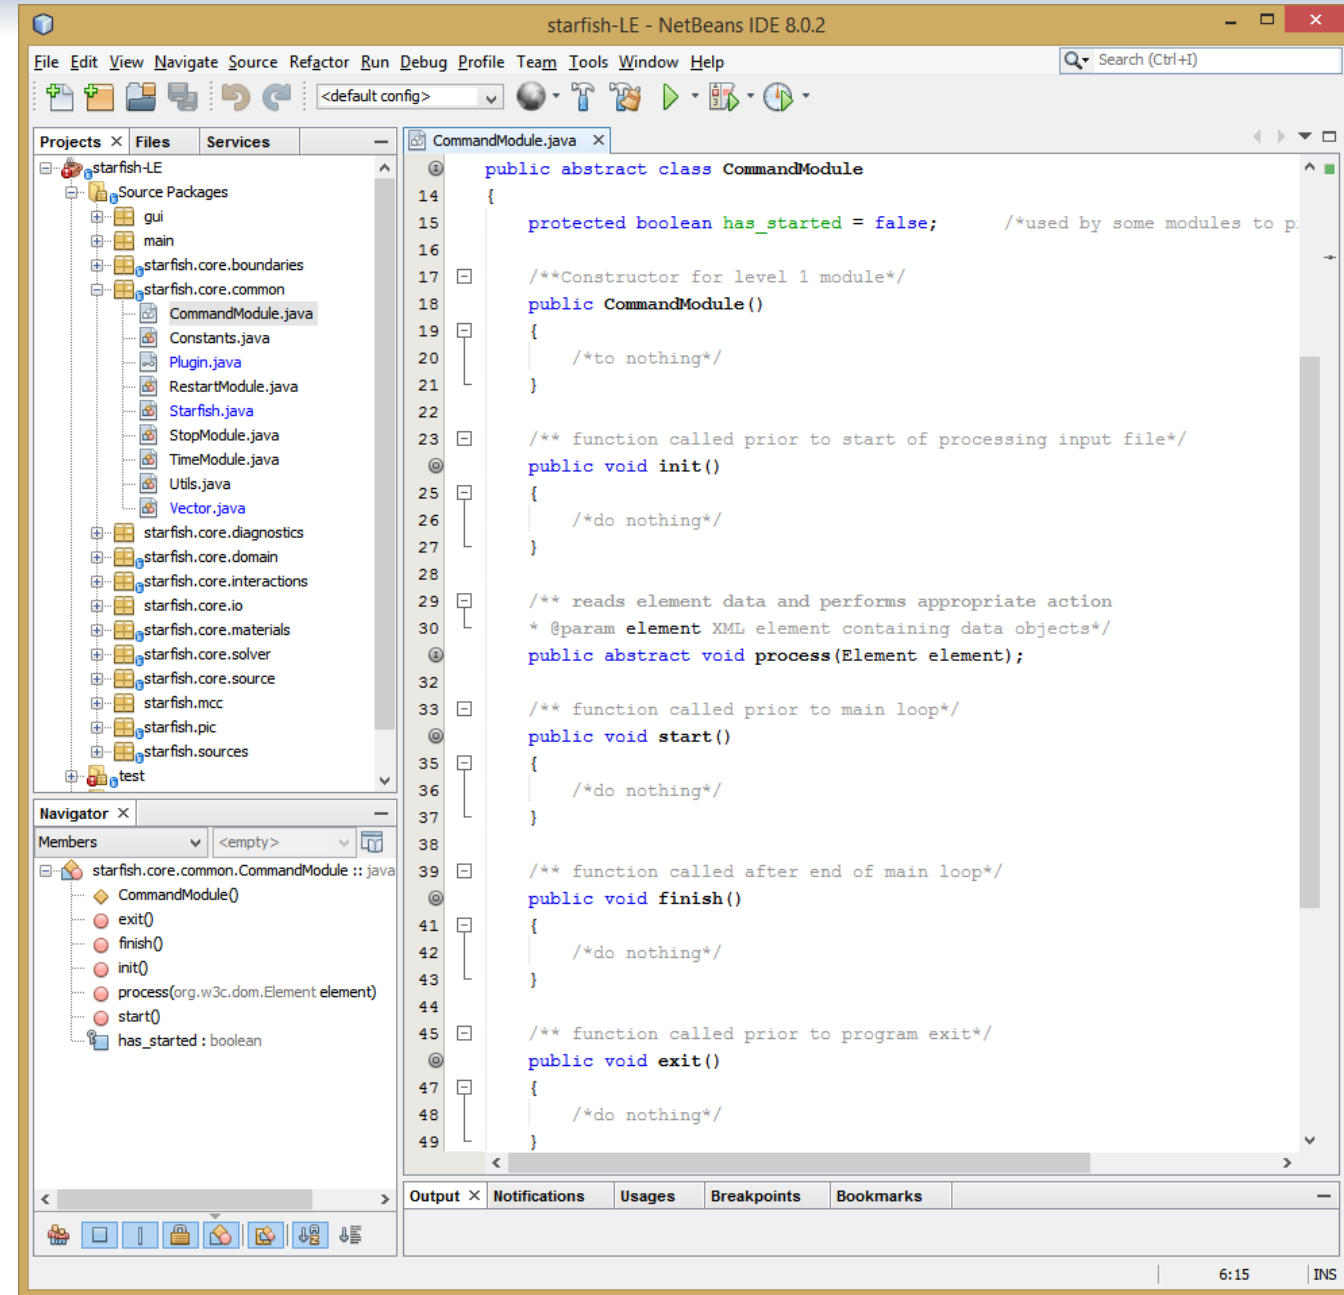 starfish-LE - NetBeans IDE 8.0.2
File Edit View Navigate Source Refactor Run Debug Profile Team Tools Window Help
Search (Ctrl+I)
<default config>
Projects Files Services
starfish-LE
Source Packages
gui
main
starfish.core.boundaries
starfish.core.common
CommandModule.java
Constants.java
Plugin.java
RestartModule.java
Starfish.java
StopModule.java
TimeModule.java
Utils.java
Vector.java
starfish.core.diagnostics
starfish.core.domain
starfish.core.interactions
starfish.core.io
starfish.core.materials
starfish.core.solver
starfish.core.source
starfish.mcc
starfish.pic
starfish.sources
test
Navigator
Members <empty>
starfish.core.common.CommandModule :: java
CommandModule()
exit()
finish()
init()
process(org.w3c.dom.Element element)
start()
has_started : boolean
CommandModule.java
public abstract class CommandModule
14 {
15 protected boolean has_started = false; /*used by some modules to
16
17 /**Constructor for level 1 module*/
18 public CommandModule()
19 {
20 /*to nothing*/
21 }
22
23 /** function called prior to start of processing input file*/
public void init()
25 {
26 /*do nothing*/
27 }
28
29 /** reads element data and performs appropriate action
30 * @param element XML element containing data objects*/
public abstract void process(Element element);
32
33 /** function called prior to main loop*/
public void start()
35 {
36 /*do nothing*/
37 }
38
39 /** function called after end of main loop*/
public void finish()
41 {
42 /*do nothing*/
43 }
44
45 /** function called prior to program exit*/
public void exit()
47 {
48 /*do nothing*/
49 }
Output Notifications Usages Breakpoints Bookmarks
6:15 INS